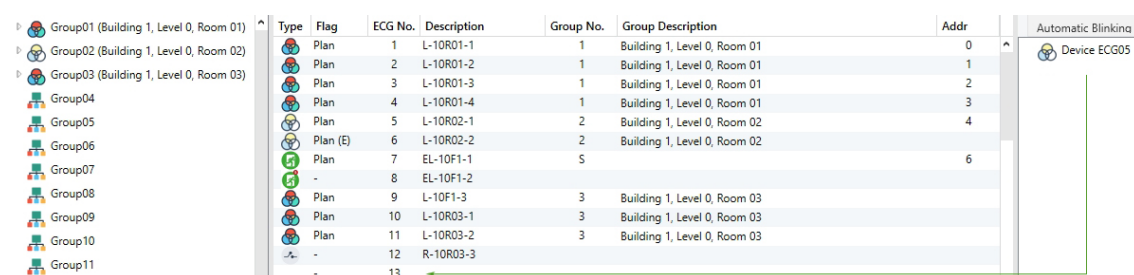 Group01 (Building 1, Level 0, Room 01)
Group02 (Building 1, Level 0, Room 02)
Group03 (Building 1, Level 0, Room 03)
Group04
Group05
Group06
Group07
Group08
Group09
Group10
Group11
Type Flag ECG No. Description Group No. Group Description Addr
Plan 1 L-10R01-1 1 Building 1, Level 0, Room 01 0
Plan 2 L-10R01-2 1 Building 1, Level 0, Room 01 1
Plan 3 L-10R01-3 1 Building 1, Level 0, Room 01 2
Plan 4 L-10R01-4 1 Building 1, Level 0, Room 01 3
Plan 5 L-10R02-1 2 Building 1, Level 0, Room 02 4
Plan (E) 6 L-10R02-2 2 Building 1, Level 0, Room 02
Plan 7 EL-10F1-1 S 6
- 8 EL-10F1-2
Plan 9 L-10F1-3 3 Building 1, Level 0, Room 03
Plan 10 L-10R03-1 3 Building 1, Level 0, Room 03
Plan 11 L-10R03-2 3 Building 1, Level 0, Room 03
- 12 R-10R03-3
- 13
Automatic Blinking
Device ECG05